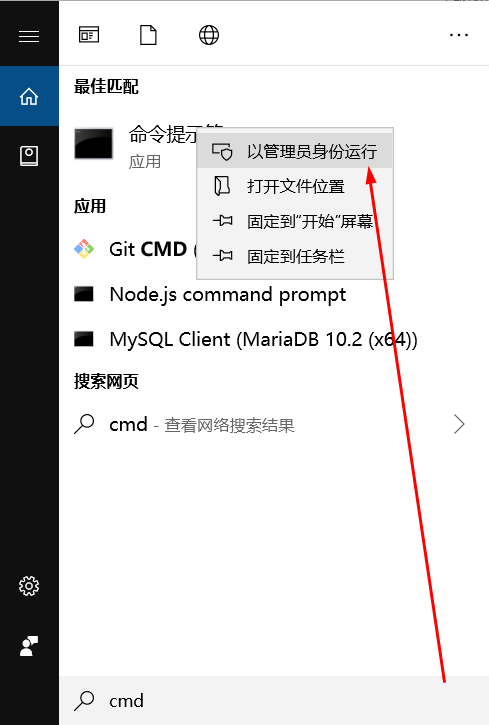 最佳匹配
命令提示符
应用
以管理员身份运行
打开文件位置
固定到“开始”屏幕
固定到任务栏
应用
Git CMD (
Node.js command prompt
MySQL Client (MariaDB 10.2 (x64))
搜索网页
cmd - 查看网络搜索结果
cmd